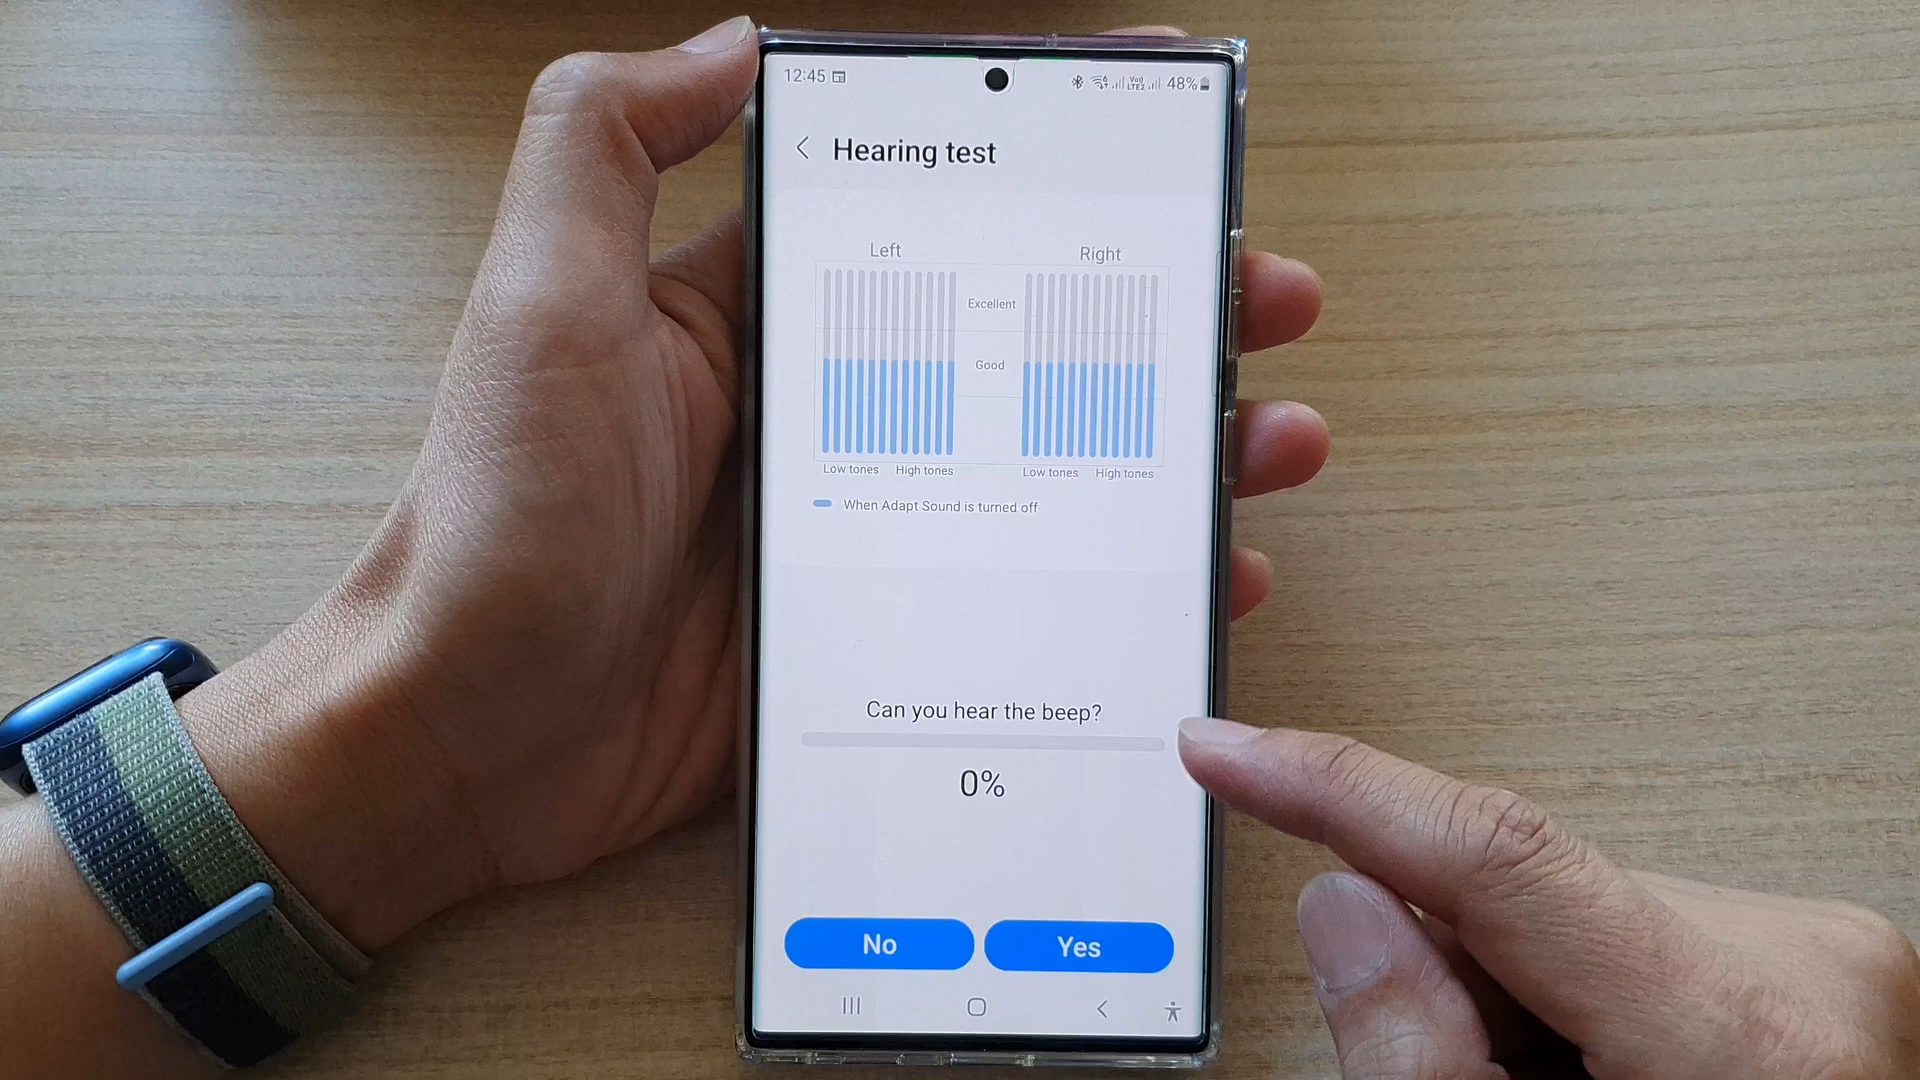 12:45
48%
Hearing test
Left
Right
Excellent
Good
Low tones
High tones
Low tones
High tones
When Adapt Sound is turned off
Can you hear the beep?
0%
No
Yes